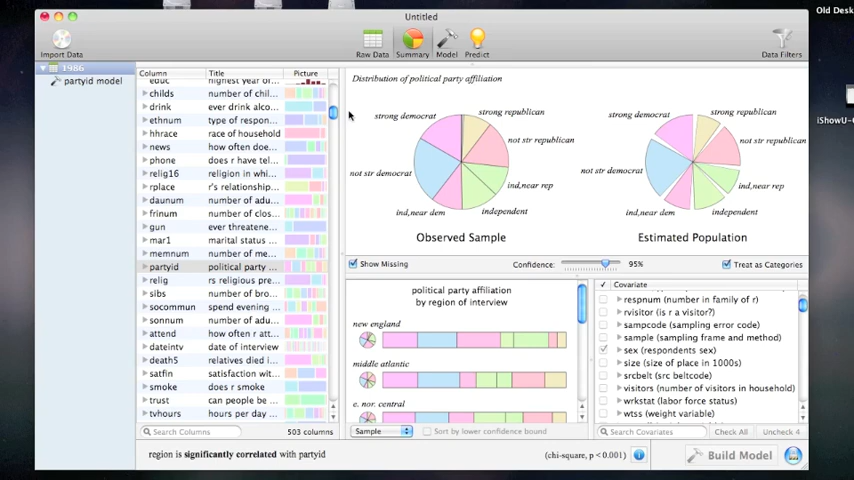 Untitled
Old Desk
Import Data
Raw Data
Summary
Model
Predict
Data Filters
1986
partyid model
Column Title Picture
educ highest year of...
childs number of chil...
drink ever drink alco...
ethnum type of respon...
hhrace race of household
news how often doe...
phone does r have tel...
relig16 religion in whi...
rplace r's relationship...
daunum number of adu...
frinum number of clos...
gun ever threatene...
mar1 marital status ...
memnum number of me...
partyid political party ...
relig rs religious pre...
sibs number of bro...
socommun spend evening ...
sonnum number of adu...
attend how often r att...
dateintv date of interview
death5 relatives died i...
satfin satisfaction wit...
smoke does r smoke
trust can people be ...
tvhours hours per day ...
Search Columns
503 columns
Distribution of political party affiliation
strong democrat
strong republican
not str republican
not str democrat
ind,near rep
ind,near dem
independent
Observed Sample
strong democrat
strong republican
not str republican
not str democrat
ind,near rep
ind,near dem
independent
Estimated Population
Show Missing
Confidence:
95%
Treat as Categories
political party affiliation
by region of interview
new england
middle atlantic
e. nor. central
Sample
Sort by lower confidence bound
✓ Covariate
respnum (number in family of r)
rvisitor (is r a visitor?)
sampcode (sampling error code)
sample (sampling frame and method)
sex (respondents sex)
size (size of place in 1000s)
srcbelt (src beltcode)
visitors (number of visitors in household)
wrkstat (labor force status)
wtss (weight variable)
Search Covariates
Check All
Uncheck 4
region is significantly correlated with partyid
(chi-square, p < 0.001)
Build Model
iShowU-